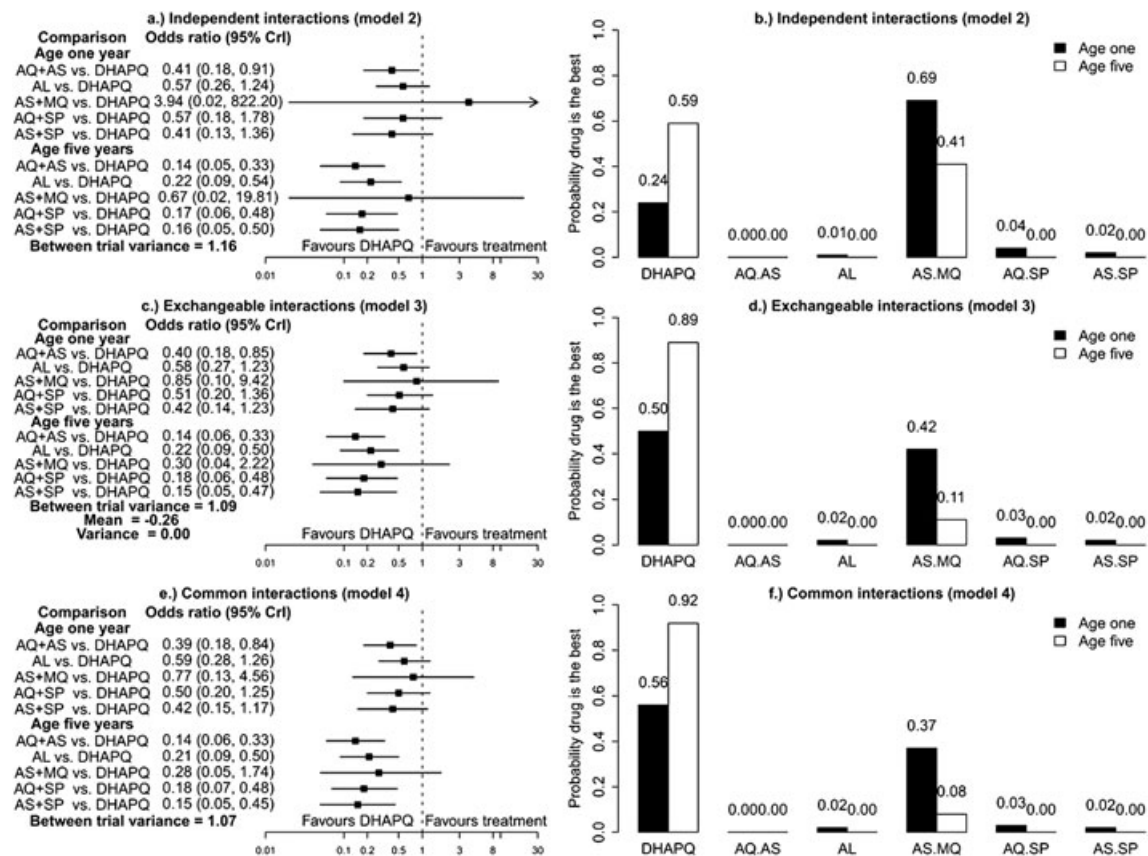 a.) Independent interactions (model 2)
Comparison Odds ratio (95% CrI)
Age one year
AQ+AS vs. DHAPQ 0.41 (0.18, 0.91)
AL vs. DHAPQ 0.57 (0.26, 1.24)
AS+MQ vs. DHAPQ 3.94 (0.02, 822.20)
AQ+SP vs. DHAPQ 0.57 (0.18, 1.78)
AS+SP vs. DHAPQ 0.41 (0.13, 1.36)
Age five years
AQ+AS vs. DHAPQ 0.14 (0.05, 0.33)
AL vs. DHAPQ 0.22 (0.09, 0.54)
AS+MQ vs. DHAPQ 0.67 (0.02, 19.81)
AQ+SP vs. DHAPQ 0.17 (0.06, 0.48)
AS+SP vs. DHAPQ 0.16 (0.05, 0.50)
Between trial variance = 1.16
Favours DHAPQ Favours treatment
0.01 0.1 0.2 0.5 1 3 8 30
b.) Independent interactions (model 2)
Age one
Age five
Probability drug is the best
1.0
0.8
0.6
0.4
0.2
0.0
0.24 0.59 0.00 0.00 0.01 0.00 0.69 0.41 0.04 0.00 0.02 0.00
DHAPQ AQ.AS AL AS.MQ AQ.SP AS.SP
c.) Exchangeable interactions (model 3)
Comparison Odds ratio (95% CrI)
Age one year
AQ+AS vs. DHAPQ 0.40 (0.18, 0.85)
AL vs. DHAPQ 0.58 (0.27, 1.23)
AS+MQ vs. DHAPQ 0.85 (0.10, 9.42)
AQ+SP vs. DHAPQ 0.51 (0.20, 1.36)
AS+SP vs. DHAPQ 0.42 (0.14, 1.23)
Age five years
AQ+AS vs. DHAPQ 0.14 (0.06, 0.33)
AL vs. DHAPQ 0.22 (0.09, 0.50)
AS+MQ vs. DHAPQ 0.30 (0.04, 2.22)
AQ+SP vs. DHAPQ 0.18 (0.06, 0.48)
AS+SP vs. DHAPQ 0.15 (0.05, 0.47)
Between trial variance = 1.09
Mean = -0.26
Variance = 0.00
Favours DHAPQ Favours treatment
0.01 0.1 0.2 0.5 1 3 8 30
d.) Exchangeable interactions (model 3)
Age one
Age five
Probability drug is the best
1.0
0.8
0.6
0.4
0.2
0.0
0.50 0.89 0.00 0.00 0.02 0.00 0.42 0.11 0.03 0.00 0.02 0.00
DHAPQ AQ.AS AL AS.MQ AQ.SP AS.SP
e.) Common interactions (model 4)
Comparison Odds ratio (95% CrI)
Age one year
AQ+AS vs. DHAPQ 0.39 (0.18, 0.84)
AL vs. DHAPQ 0.59 (0.28, 1.26)
AS+MQ vs. DHAPQ 0.77 (0.13, 4.56)
AQ+SP vs. DHAPQ 0.50 (0.20, 1.25)
AS+SP vs. DHAPQ 0.42 (0.15, 1.17)
Age five years
AQ+AS vs. DHAPQ 0.14 (0.06, 0.33)
AL vs. DHAPQ 0.21 (0.09, 0.50)
AS+MQ vs. DHAPQ 0.28 (0.05, 1.74)
AQ+SP vs. DHAPQ 0.18 (0.07, 0.48)
AS+SP vs. DHAPQ 0.15 (0.05, 0.45)
Between trial variance = 1.07
Favours DHAPQ Favours treatment
0.01 0.1 0.2 0.5 1 3 8 30
f.) Common interactions (model 4)
Age one
Age five
Probability drug is the best
1.0
0.8
0.6
0.4
0.2
0.0
0.56 0.92 0.00 0.00 0.02 0.00 0.37 0.08 0.03 0.00 0.02 0.00
DHAPQ AQ.AS AL AS.MQ AQ.SP AS.SP